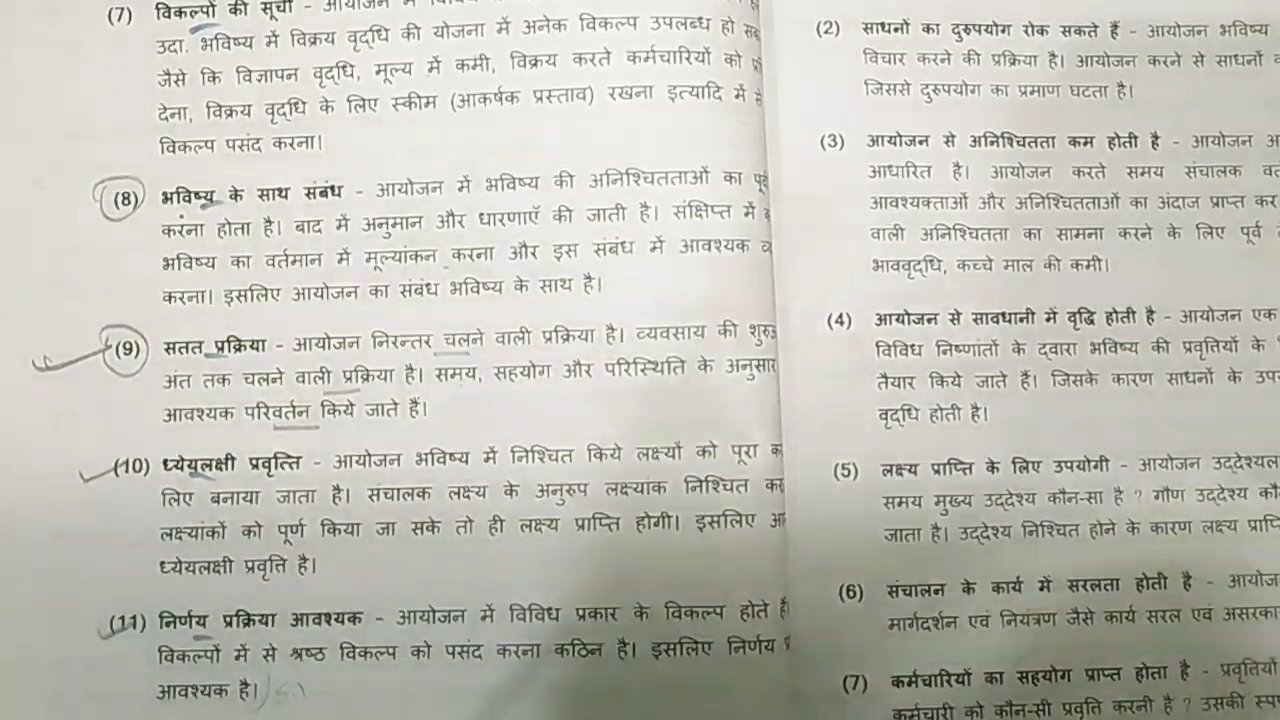 (7) विकल्पों की सूची - आयोजन में
उदा. भविष्य में विक्रय वृद्धि की योजना में अनेक विकल्प उपलब्ध हो
जैसे कि विज्ञापन वृद्धि, मूल्य में कमी, विक्रय करते कर्मचारियों को
देना, विक्रय वृद्धि के लिए स्कीम (आकर्षक प्रस्ताव) रखना इत्यादि में
विकल्प पसंद करना।
(8) भविष्य के साथ संबंध - आयोजन में भविष्य की अनिश्चितताओं का
करना होता है। बाद में अनुमान और धारणाएँ की जाती है। संक्षिप्त में
भविष्य का वर्तमान में मूल्यांकन करना और इस संबंध में आवश्यक
करना। इसलिए आयोजन का संबंध भविष्य के साथ है।
(9) सतत प्रक्रिया - आयोजन निरन्तर चलने वाली प्रक्रिया है। व्यवसाय की
अंत तक चलने वाली प्रक्रिया है। समय, सहयोग और परिस्थिति के अनुसार
आवश्यक परिवर्तन किये जाते हैं।
(10) ध्येयलक्षी प्रवृत्ति - आयोजन भविष्य में निश्चित किये लक्ष्यों को पूरा
लिए बनाया जाता है। संचालक लक्ष्य के अनुरुप लक्ष्यांक निश्चित
लक्ष्यांकों को पूर्ण किया जा सके तो ही लक्ष्य प्राप्ति होगी। इसलिए
ध्येयलक्षी प्रवृति है।
(11) निर्णय प्रक्रिया आवश्यक - आयोजन में विविध प्रकार के विकल्प होते
विकल्पों में से श्रष्ठ विकल्प को पसंद करना कठिन है। इसलिए निर्णय
आवश्यक है।
(2) साधनों का दुरुपयोग रोक सकते हैं - आयोजन भविष्य
विचार करने की प्रक्रिया है। आयोजन करने से साधनों
जिससे दुरुपयोग का प्रमाण घटता है।
(3) आयोजन से अनिश्चितता कम होती है - आयोजन
आधारित है। आयोजन करते समय संचालक
आवश्यक्ताओं और अनिश्चितताओं का अंदाज प्राप्त कर
वाली अनिश्चितता का सामना करने के लिए पूर्व
भाववृद्धि, कच्चे माल की कमी।
(4) आयोजन से सावधानी में वृद्धि होती है - आयोजन एक
विविध निष्णांतों के द्वारा भविष्य की प्रवृतियों के
तैयार किये जाते हैं। जिसके कारण साधनों के
वृद्धि होती है।
(5) लक्ष्य प्राप्ति के लिए उपयोगी - आयोजन
समय मुख्य उद्देश्य कौन-सा है ? गौण उद्देश्य
जाता है। उद्देश्य निश्चित होने के कारण लक्ष्य
(6) संचालन के कार्य में सरलता होती है -
मार्गदर्शन एवं नियंत्रण जैसे कार्य सरल एवं
(7) कर्मचारियों का सहयोग प्राप्त होता है - प्रवृतियों
कर्मचारी को कौन-सी प्रवृति करनी है ? उसकी